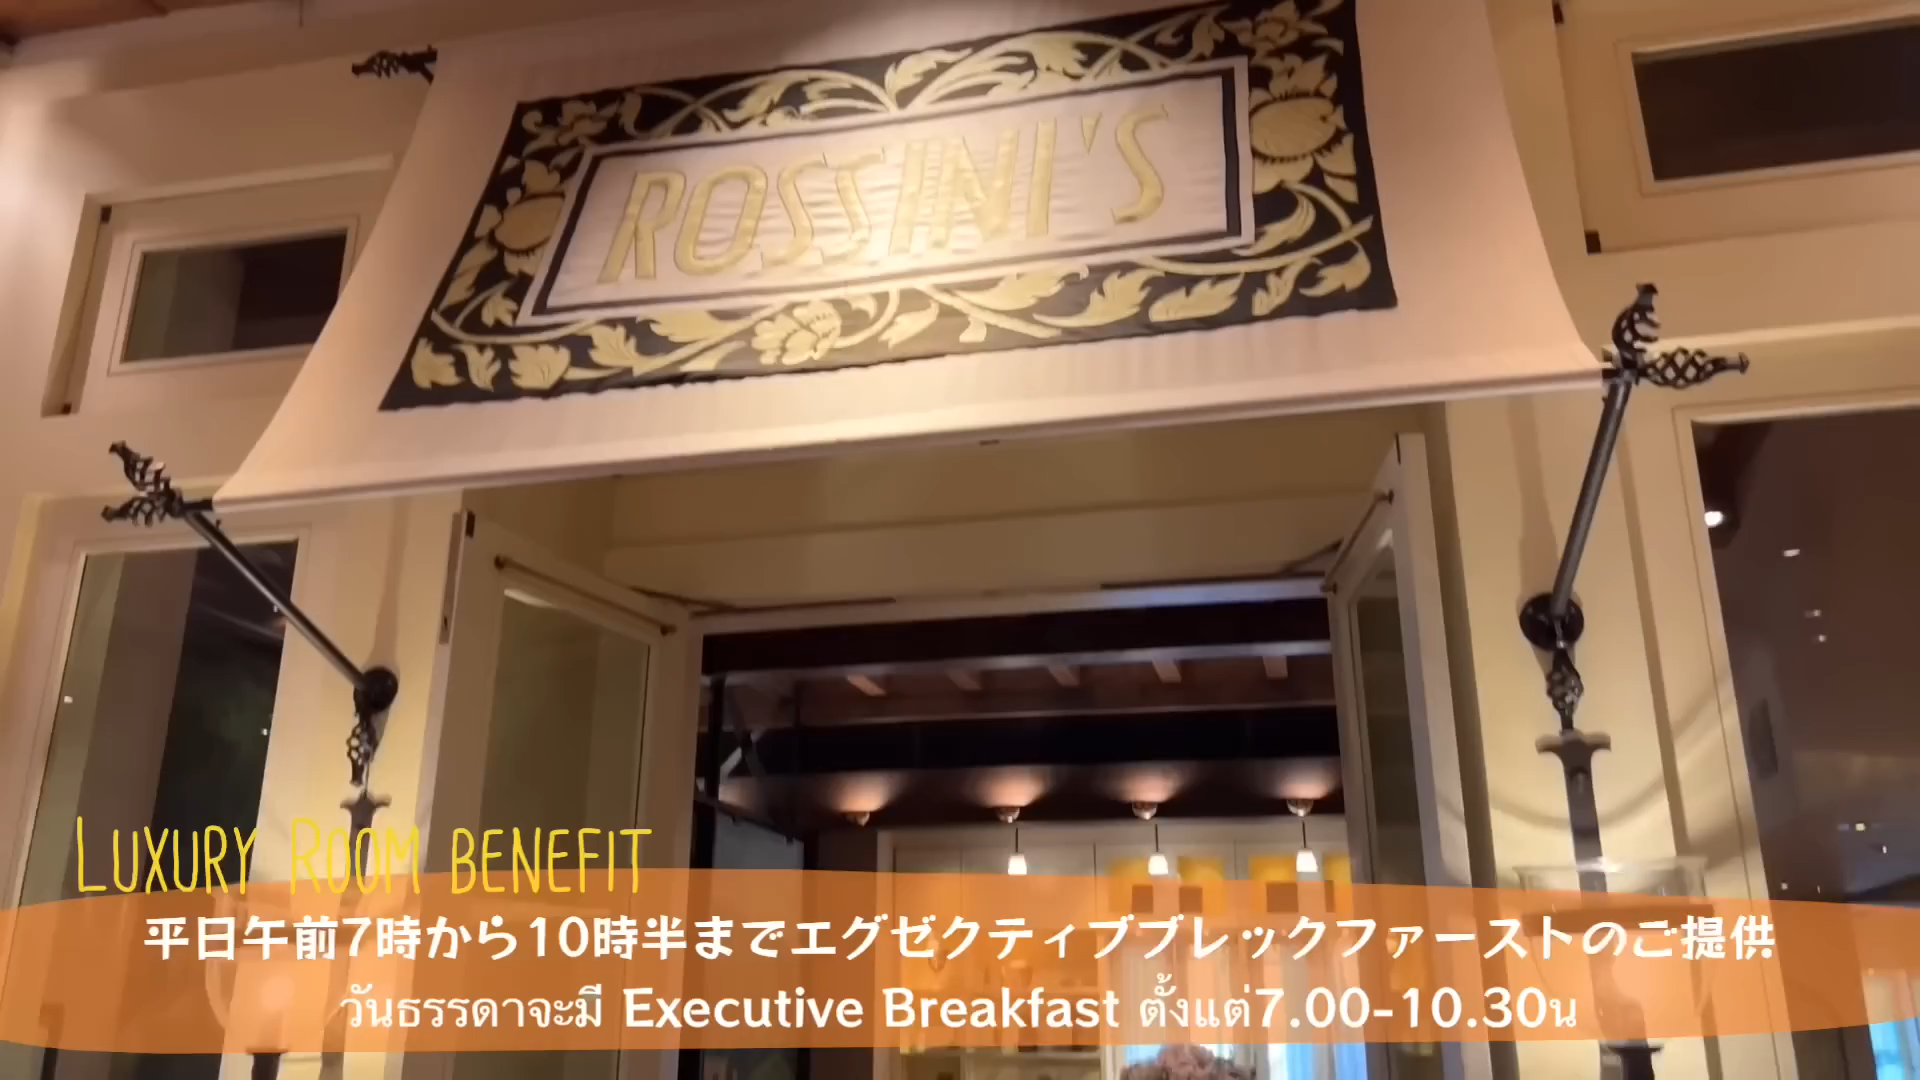 ROSSINI'S
LUXURY ROOM BENEFIT
平日午前7時から10時半までエグゼクティブブレックファーストのご提供
วันธรรดาจะมี Executive Breakfast ตั้งแต่7.00-10.30น